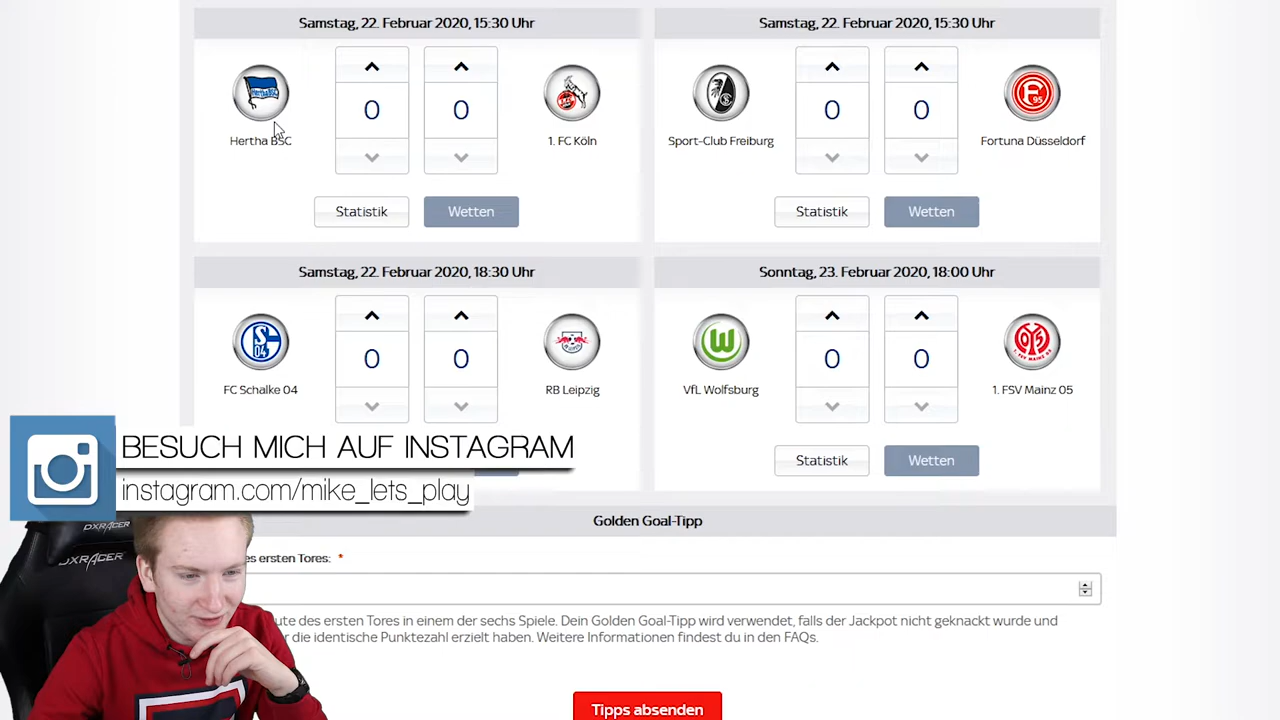 Samstag, 22. Februar 2020, 15:30 Uhr
Samstag, 22. Februar 2020, 15:30 Uhr
0 0
0 0
Hertha BSC
1. FC Köln
Sport-Club Freiburg
Fortuna Düsseldorf
Statistik Wetten
Statistik Wetten
Samstag, 22. Februar 2020, 18:30 Uhr
Sonntag, 23. Februar 2020, 18:00 Uhr
0 0
0 0
FC Schalke 04
RB Leipzig
VfL Wolfsburg
1. FSV Mainz 05
BESUCH MICH AUF INSTAGRAM
instagram.com/mike_lets_play
Statistik Wetten
Golden Goal-Tipp
es ersten Tores: *
ute des ersten Tores in einem der sechs Spiele. Dein Golden Goal-Tipp wird verwendet, falls der Jackpot nicht geknackt wurde und
r die identische Punktezahl erzielt haben. Weitere Informationen findest du in den FAQs.
Tipps absenden
DXRACER
DXRACER